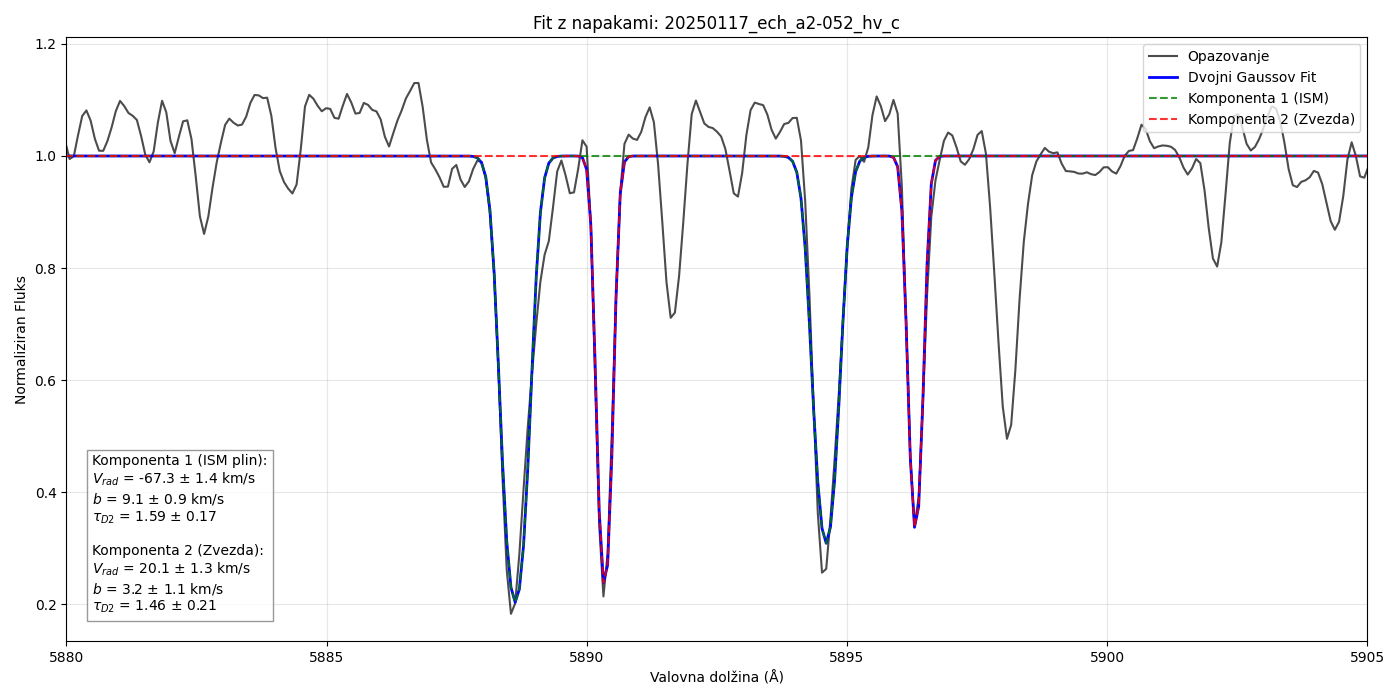 Fit z napakami: 20250117_ech_a2-052_hv_c
Normaliziran Fluks
1.2
1.0
0.8
0.6
0.4
0.2
Opazovanje
Dvojni Gaussov Fit
Komponenta 1 (ISM)
Komponenta 2 (Zvezda)
Komponenta 1 (ISM plin):
V_rad = -67.3 ± 1.4 km/s
b = 9.1 ± 0.9 km/s
τ_D2 = 1.59 ± 0.17
Komponenta 2 (Zvezda):
V_rad = 20.1 ± 1.3 km/s
b = 3.2 ± 1.1 km/s
τ_D2 = 1.46 ± 0.21
5880 5885 5890 5895 5900 5905
Valovna dolžina (Å)